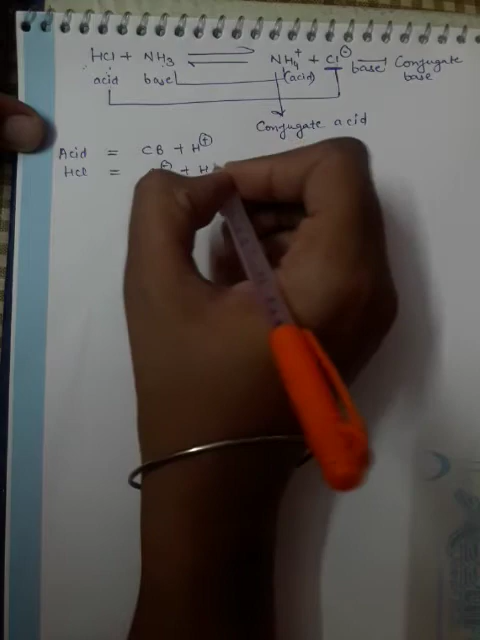 HCl + NH₃ ⇌ NH₄⁺ + Cl⊖
acid base (acid) base → Conjugate base
Conjugate acid
Acid = CB + H⊕
HCl = ⊖ + H